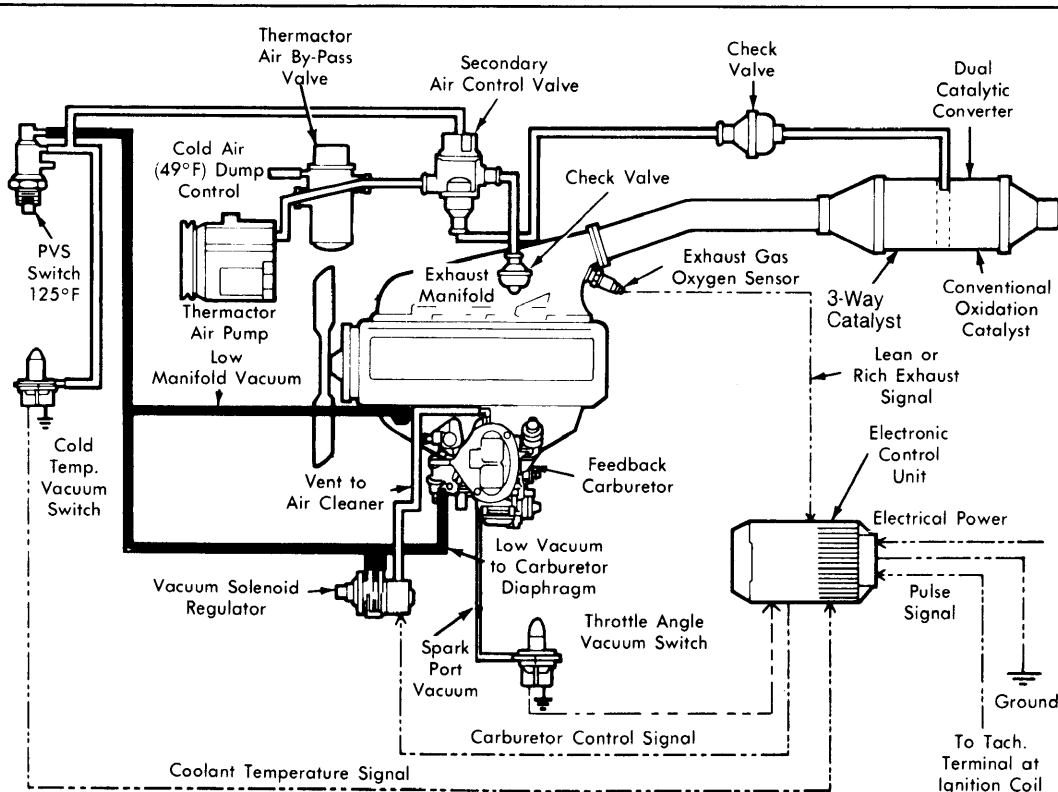 Thermactor
Air By-Pass
Valve
Secondary
Air Control Valve
Check
Valve
Dual
Catalytic
Converter
Cold Air
(49°F) Dump
Control
Check Valve
PVS
Switch
125°F
Exhaust
Manifold
Exhaust Gas
Oxygen Sensor
3-Way
Catalyst
Conventional
Oxidation
Catalyst
Thermactor
Air Pump
Low
Manifold Vacuum
Lean or
Rich Exhaust
Signal
Cold
Temp.
Vacuum
Switch
Vent to
Air Cleaner
Feedback
Carburetor
Electronic
Control
Unit
Electrical Power
Low Vacuum
to Carburetor
Diaphragm
Vacuum Solenoid
Regulator
Pulse
Signal
Throttle Angle
Vacuum Switch
Spark
Port
Vacuum
Ground
Carburetor Control Signal
To Tach.
Terminal at
Ignition Coil
Coolant Temperature Signal